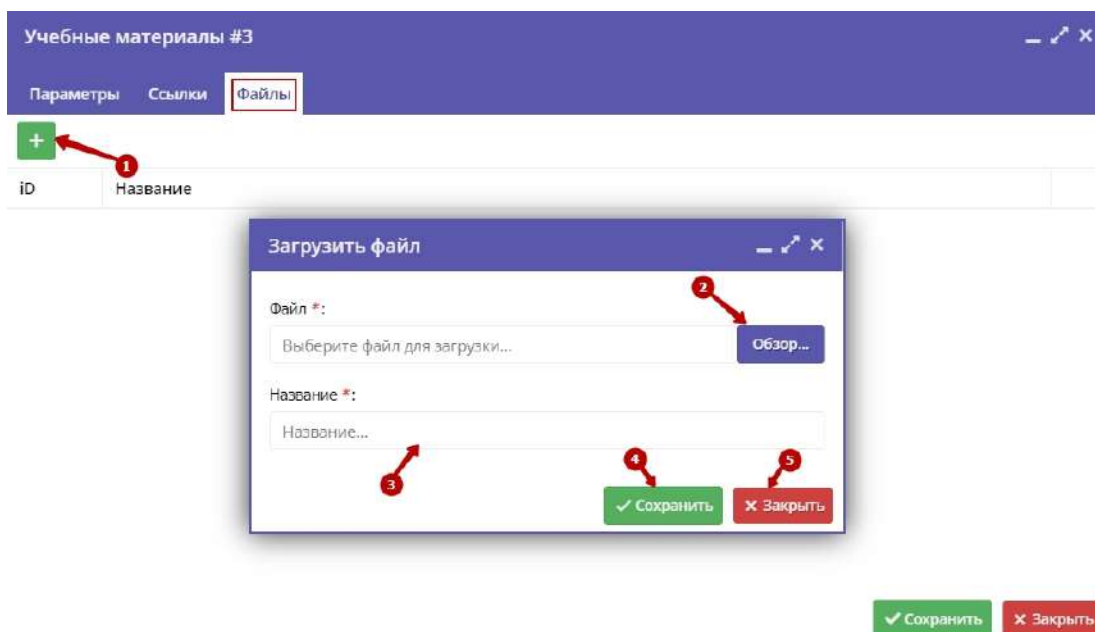 Учебные материалы #3
Параметры Ссылки Файлы
+
1
iD Название
Загрузить файл
2
Файл *:
Выберите файл для загрузки... Обзор...
Название *:
Название...
3
4
5
Сохранить Закрыть
Сохранить Закрыть